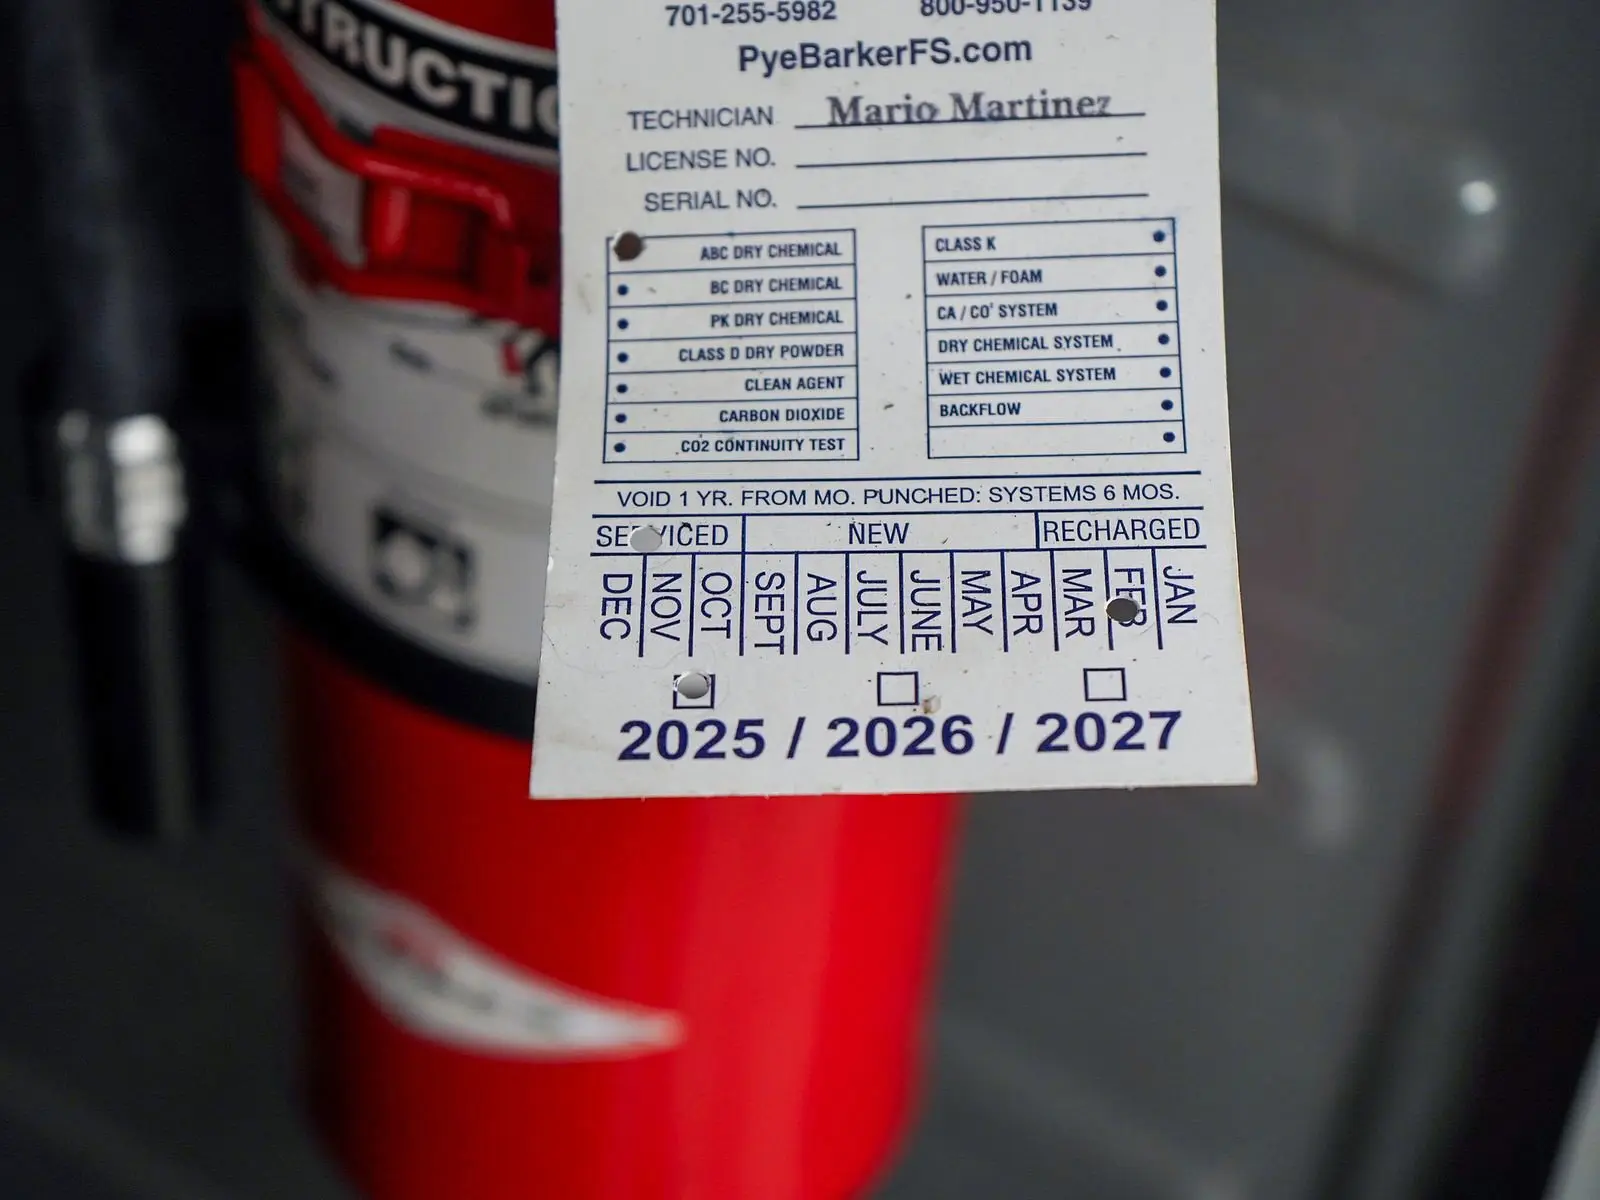 701-255-5982 800-950-1139
PyeBarkerFS.com
TECHNICIAN Mario Martinez
LICENSE NO.
SERIAL NO.
ABC DRY CHEMICAL
BC DRY CHEMICAL
PK DRY CHEMICAL
CLASS D DRY POWDER
CLEAN AGENT
CARBON DIOXIDE
CO2 CONTINUITY TEST
CLASS K
WATER / FOAM
CA / CO² SYSTEM
DRY CHEMICAL SYSTEM
WET CHEMICAL SYSTEM
BACKFLOW
VOID 1 YR. FROM MO. PUNCHED: SYSTEMS 6 MOS.
SERVICED NEW RECHARGED
DEC NOV OCT SEPT AUG JULY JUNE MAY APR MAR FEB JAN
2025 / 2026 / 2027